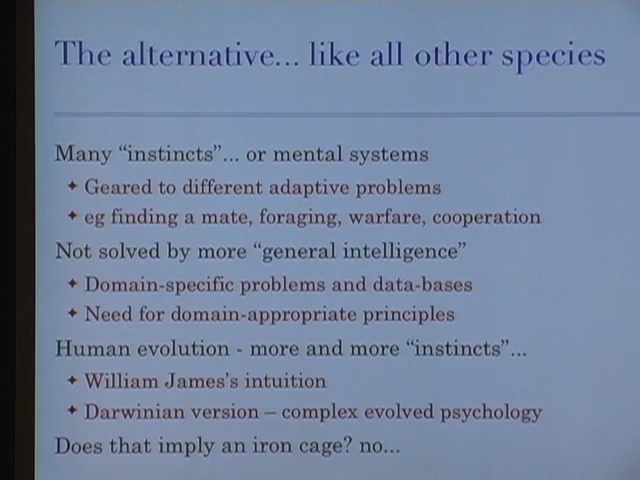 The alternative... like all other species
Many “instincts”... or mental systems
✦ Geared to different adaptive problems
✦ eg finding a mate, foraging, warfare, cooperation
Not solved by more “general intelligence”
✦ Domain-specific problems and data-bases
✦ Need for domain-appropriate principles
Human evolution - more and more “instincts”...
✦ William James’s intuition
✦ Darwinian version – complex evolved psychology
Does that imply an iron cage? no...